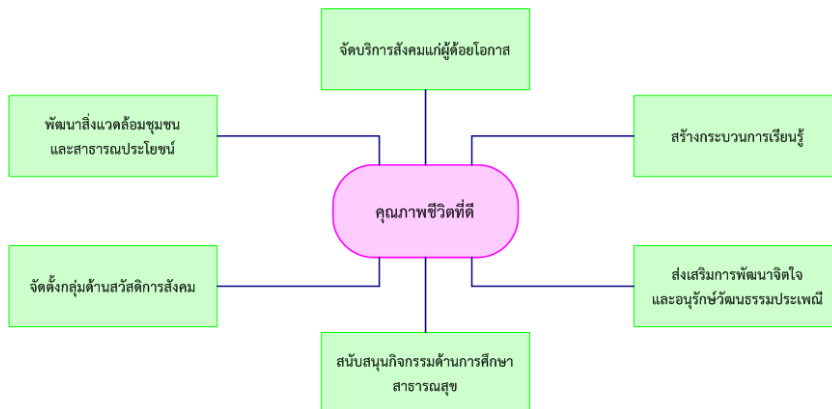 จัดบริการสังคมแก่ผู้ด้อยโอกาส
พัฒนาสิ่งแวดล้อมชุมชน
และสาธารณประโยชน์
สร้างกระบวนการเรียนรู้
คุณภาพชีวิตที่ดี
จัดตั้งกลุ่มด้านสวัสดิการสังคม
ส่งเสริมการพัฒนาจิตใจ
และอนุรักษ์วัฒนธรรมประเพณี
สนับสนุนกิจกรรมด้านการศึกษา
สาธารณสุข